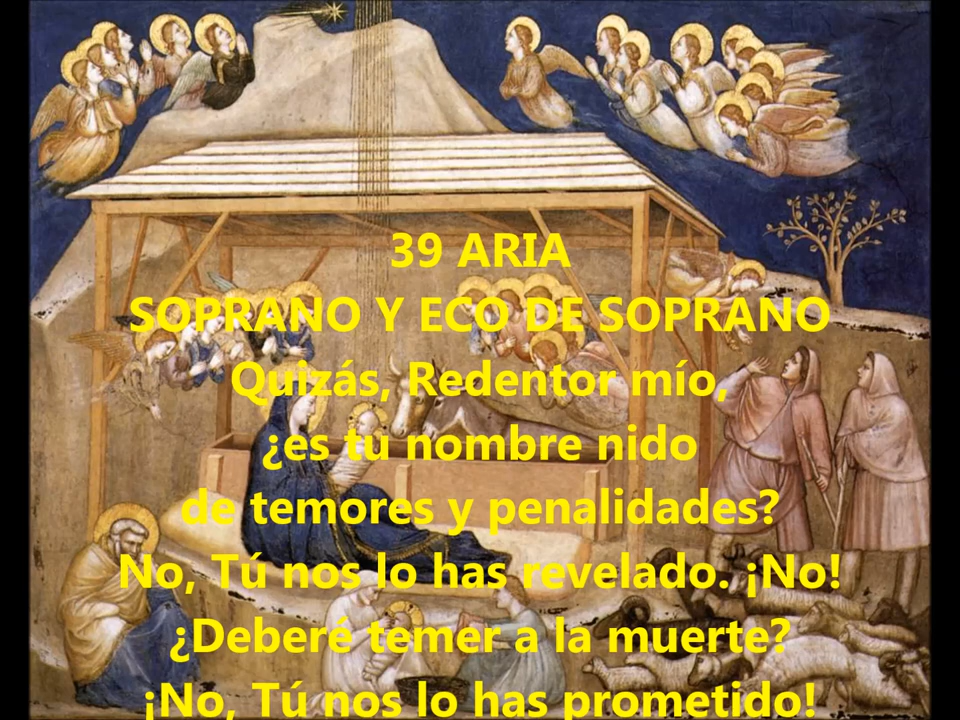 39 ARIA
SOPRANO Y ECO DE SOPRANO
Quizás, Redentor mío,
¿es tu nombre nido
de temores y penalidades?
No, Tú nos lo has revelado. ¡No!
¿Deberé temer a la muerte?
¡No, Tú nos lo has prometido!